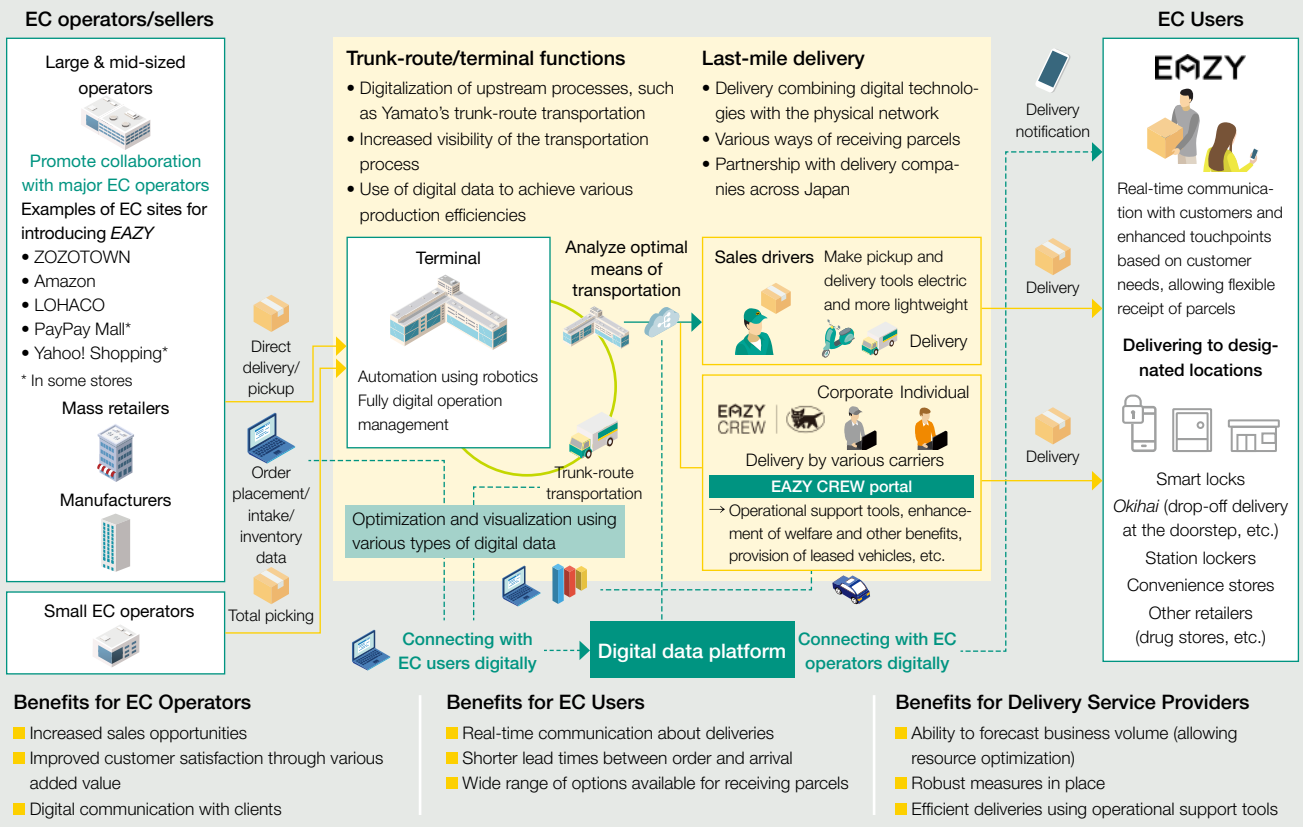 EC operators/sellers
Large & mid-sized
operators
Promote collaboration
with major EC operators
Examples of EC sites for
introducing EAZY
• ZOZOTOWN
• Amazon
• LOHACO
• PayPay Mall*
• Yahoo! Shopping*
* In some stores
Mass retailers
Manufacturers
Small EC operators
Direct
delivery/
pickup
Order
placement/
intake/
inventory
data
Total picking
Trunk-route/terminal functions
• Digitalization of upstream processes, such
as Yamato's trunk-route transportation
• Increased visibility of the transportation
process
• Use of digital data to achieve various
production efficiencies
Terminal
Automation using robotics
Fully digital operation
management
Analyze optimal
means of
transportation
Trunk-route
transportation
Optimization and visualization using
various types of digital data
Last-mile delivery
• Delivery combining digital technolo-
gies with the physical network
• Various ways of receiving parcels
• Partnership with delivery compa-
nies across Japan
Sales drivers
Make pickup and
delivery tools electric
and more lightweight
Delivery
EAZY
CREW
Corporate Individual
Delivery by various carriers
EAZY CREW portal
→ Operational support tools, enhance-
ment of welfare and other benefits,
provision of leased vehicles, etc.
Connecting with
EC users digitally
Digital data platform
Connecting with EC
operators digitally
Delivery
notification
Delivery
Delivery
EC Users
EAZY
Real-time communica-
tion with customers and
enhanced touchpoints
based on customer
needs, allowing flexible
receipt of parcels
Delivering to desig-
nated locations
Smart locks
Okihai (drop-off delivery
at the doorstep, etc.)
Station lockers
Convenience stores
Other retailers
(drug stores, etc.)
Benefits for EC Operators
Increased sales opportunities
Improved customer satisfaction through various
added value
Digital communication with clients
Benefits for EC Users
Real-time communication about deliveries
Shorter lead times between order and arrival
Wide range of options available for receiving parcels
Benefits for Delivery Service Providers
Ability to forecast business volume (allowing
resource optimization)
Robust measures in place
Efficient deliveries using operational support tools